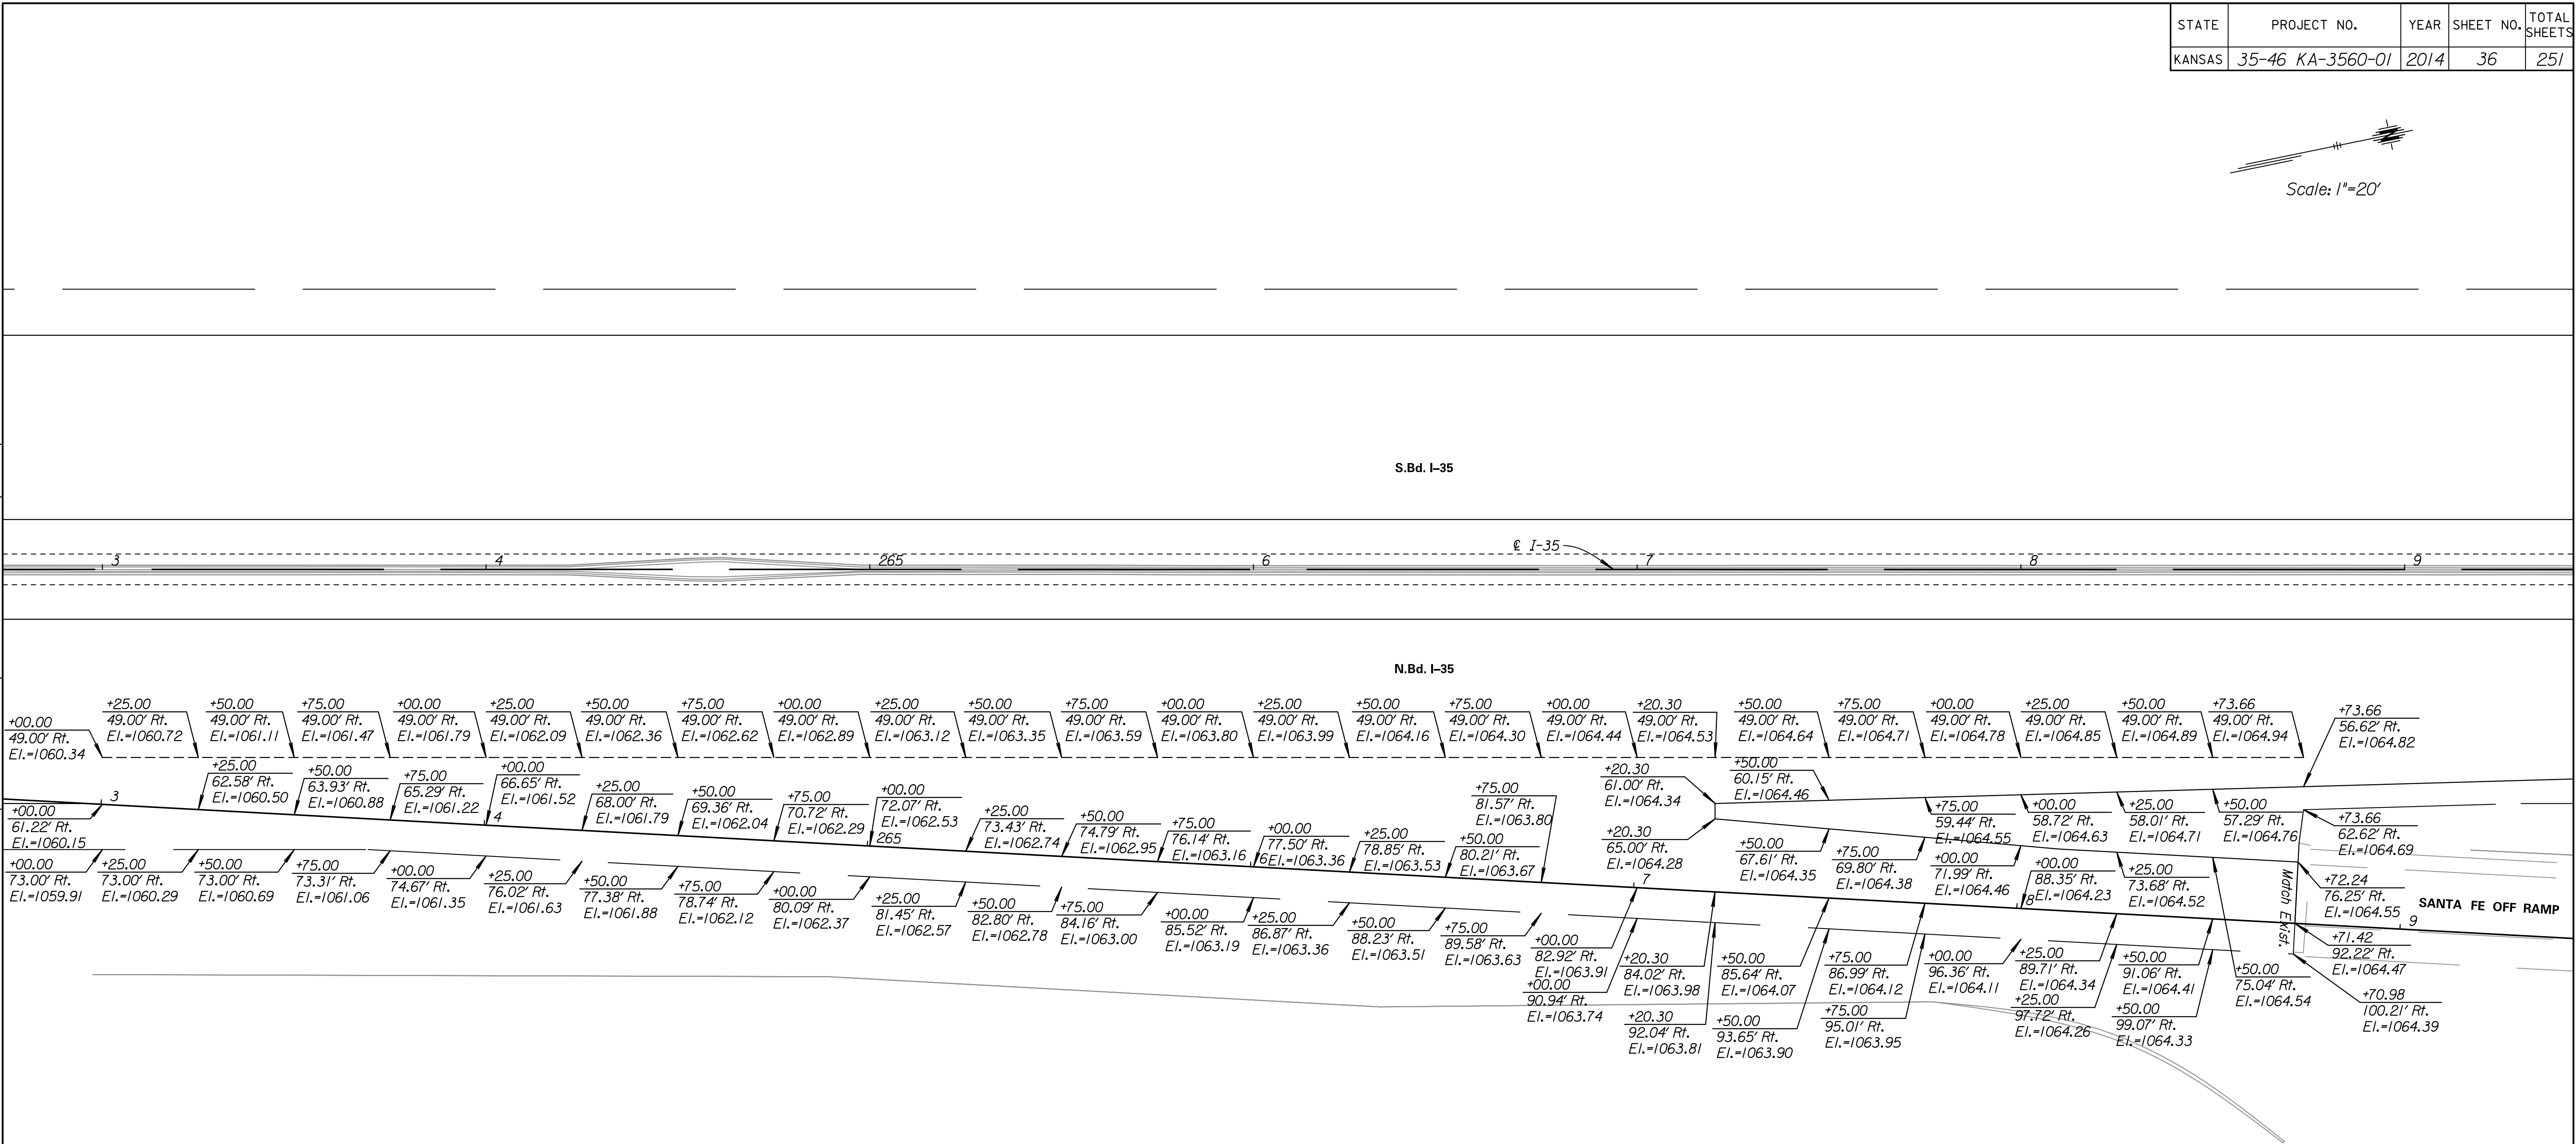 STATE PROJECT NO. YEAR SHEET NO. TOTAL SHEETS
KANSAS 35-46 KA-3560-01 2014 36 251
Scale: 1"=20'
S.Bd. I-35
3 4 265 6 7 8 9
℄ I-35
N.Bd. I-35
+00.00
49.00' Rt.
El.=1060.34
+25.00
49.00' Rt.
El.=1060.72
+50.00
49.00' Rt.
El.=1061.11
+75.00
49.00' Rt.
El.=1061.47
+00.00
49.00' Rt.
El.=1061.79
+25.00
49.00' Rt.
El.=1062.09
+50.00
49.00' Rt.
El.=1062.36
+75.00
49.00' Rt.
El.=1062.62
+00.00
49.00' Rt.
El.=1062.89
+25.00
49.00' Rt.
El.=1063.12
+50.00
49.00' Rt.
El.=1063.35
+75.00
49.00' Rt.
El.=1063.59
+00.00
49.00' Rt.
El.=1063.80
+25.00
49.00' Rt.
El.=1063.99
+50.00
49.00' Rt.
El.=1064.16
+75.00
49.00' Rt.
El.=1064.30
+00.00
49.00' Rt.
El.=1064.44
+20.30
49.00' Rt.
El.=1064.53
+50.00
49.00' Rt.
El.=1064.64
+75.00
49.00' Rt.
El.=1064.71
+00.00
49.00' Rt.
El.=1064.78
+25.00
49.00' Rt.
El.=1064.85
+50.00
49.00' Rt.
El.=1064.89
+73.66
49.00' Rt.
El.=1064.94
+73.66
56.62' Rt.
El.=1064.82
+00.00
61.22' Rt.
El.=1060.15
3
+25.00
62.58' Rt.
El.=1060.50
+50.00
63.93' Rt.
El.=1060.88
+75.00
65.29' Rt.
El.=1061.22
+00.00
66.65' Rt.
El.=1061.52
4
+25.00
68.00' Rt.
El.=1061.79
+50.00
69.36' Rt.
El.=1062.04
+75.00
70.72' Rt.
El.=1062.29
+00.00
72.07' Rt.
El.=1062.53
265
+25.00
73.43' Rt.
El.=1062.74
+50.00
74.79' Rt.
El.=1062.95
+75.00
76.14' Rt.
El.=1063.16
6
+00.00
77.50' Rt.
El.=1063.36
+25.00
78.85' Rt.
El.=1063.53
+50.00
80.21' Rt.
El.=1063.67
+75.00
81.57' Rt.
El.=1063.80
7
+20.30
61.00' Rt.
El.=1064.34
+20.30
65.00' Rt.
El.=1064.28
+50.00
60.15' Rt.
El.=1064.46
+75.00
59.44' Rt.
El.=1064.55
+00.00
58.72' Rt.
El.=1064.63
+25.00
58.01' Rt.
El.=1064.71
+50.00
57.29' Rt.
El.=1064.76
+73.66
62.62' Rt.
El.=1064.69
+50.00
67.61' Rt.
El.=1064.35
+75.00
69.80' Rt.
El.=1064.38
+00.00
71.99' Rt.
El.=1064.46
+00.00
88.35' Rt.
El.=1064.23
8
+25.00
73.68' Rt.
El.=1064.52
Match Exist.
+72.24
76.25' Rt.
El.=1064.55
SANTA FE OFF RAMP
9
+71.42
92.22' Rt.
El.=1064.47
+70.98
100.21' Rt.
El.=1064.39
+00.00
73.00' Rt.
El.=1059.91
+25.00
73.00' Rt.
El.=1060.29
+50.00
73.00' Rt.
El.=1060.69
+75.00
73.31' Rt.
El.=1061.06
+00.00
74.67' Rt.
El.=1061.35
+25.00
76.02' Rt.
El.=1061.63
+50.00
77.38' Rt.
El.=1061.88
+75.00
78.74' Rt.
El.=1062.12
+00.00
80.09' Rt.
El.=1062.37
+25.00
81.45' Rt.
El.=1062.57
+50.00
82.80' Rt.
El.=1062.78
+75.00
84.16' Rt.
El.=1063.00
+00.00
85.52' Rt.
El.=1063.19
+25.00
86.87' Rt.
El.=1063.36
+50.00
88.23' Rt.
El.=1063.51
+75.00
89.58' Rt.
El.=1063.63
+00.00
82.92' Rt.
El.=1063.91
+00.00
90.94' Rt.
El.=1063.74
+20.30
84.02' Rt.
El.=1063.98
+20.30
92.04' Rt.
El.=1063.81
+50.00
85.64' Rt.
El.=1064.07
+50.00
93.65' Rt.
El.=1063.90
+75.00
86.99' Rt.
El.=1064.12
+75.00
95.01' Rt.
El.=1063.95
+00.00
96.36' Rt.
El.=1064.11
+25.00
89.71' Rt.
El.=1064.34
+25.00
97.72' Rt.
El.=1064.26
+50.00
91.06' Rt.
El.=1064.41
+50.00
99.07' Rt.
El.=1064.33
+50.00
75.04' Rt.
El.=1064.54